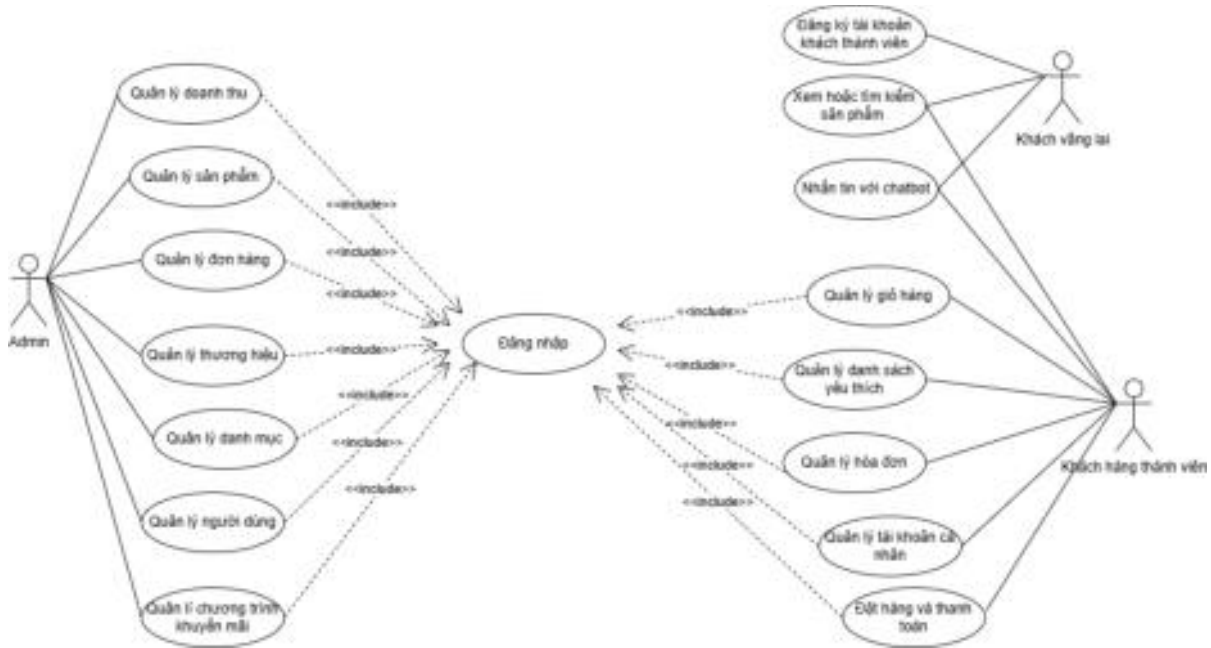 Đăng ký tài khoản
khách thành viên
Quản lý doanh thu
Xem hoặc tìm kiếm
sản phẩm
Khách vãng lai
Quản lý sản phẩm
Nhắn tin với chatbot
<<include>>
<<include>>
Quản lý đơn hàng
<<include>>
Quản lý giỏ hàng
<<include>>
Admin
Quản lý thương hiệu
<<include>>
Đăng nhập
<<include>>
Quản lý danh sách
yêu thích
<<include>>
<<include>>
Quản lý danh mục
<<include>>
Quản lý hóa đơn
<<include>>
Khách hàng thành viên
<<include>>
<<include>>
Quản lý người dùng
Quản lý tài khoản cá
nhân
Quản lí chương trình
khuyến mãi
Đặt hàng và thanh
toán